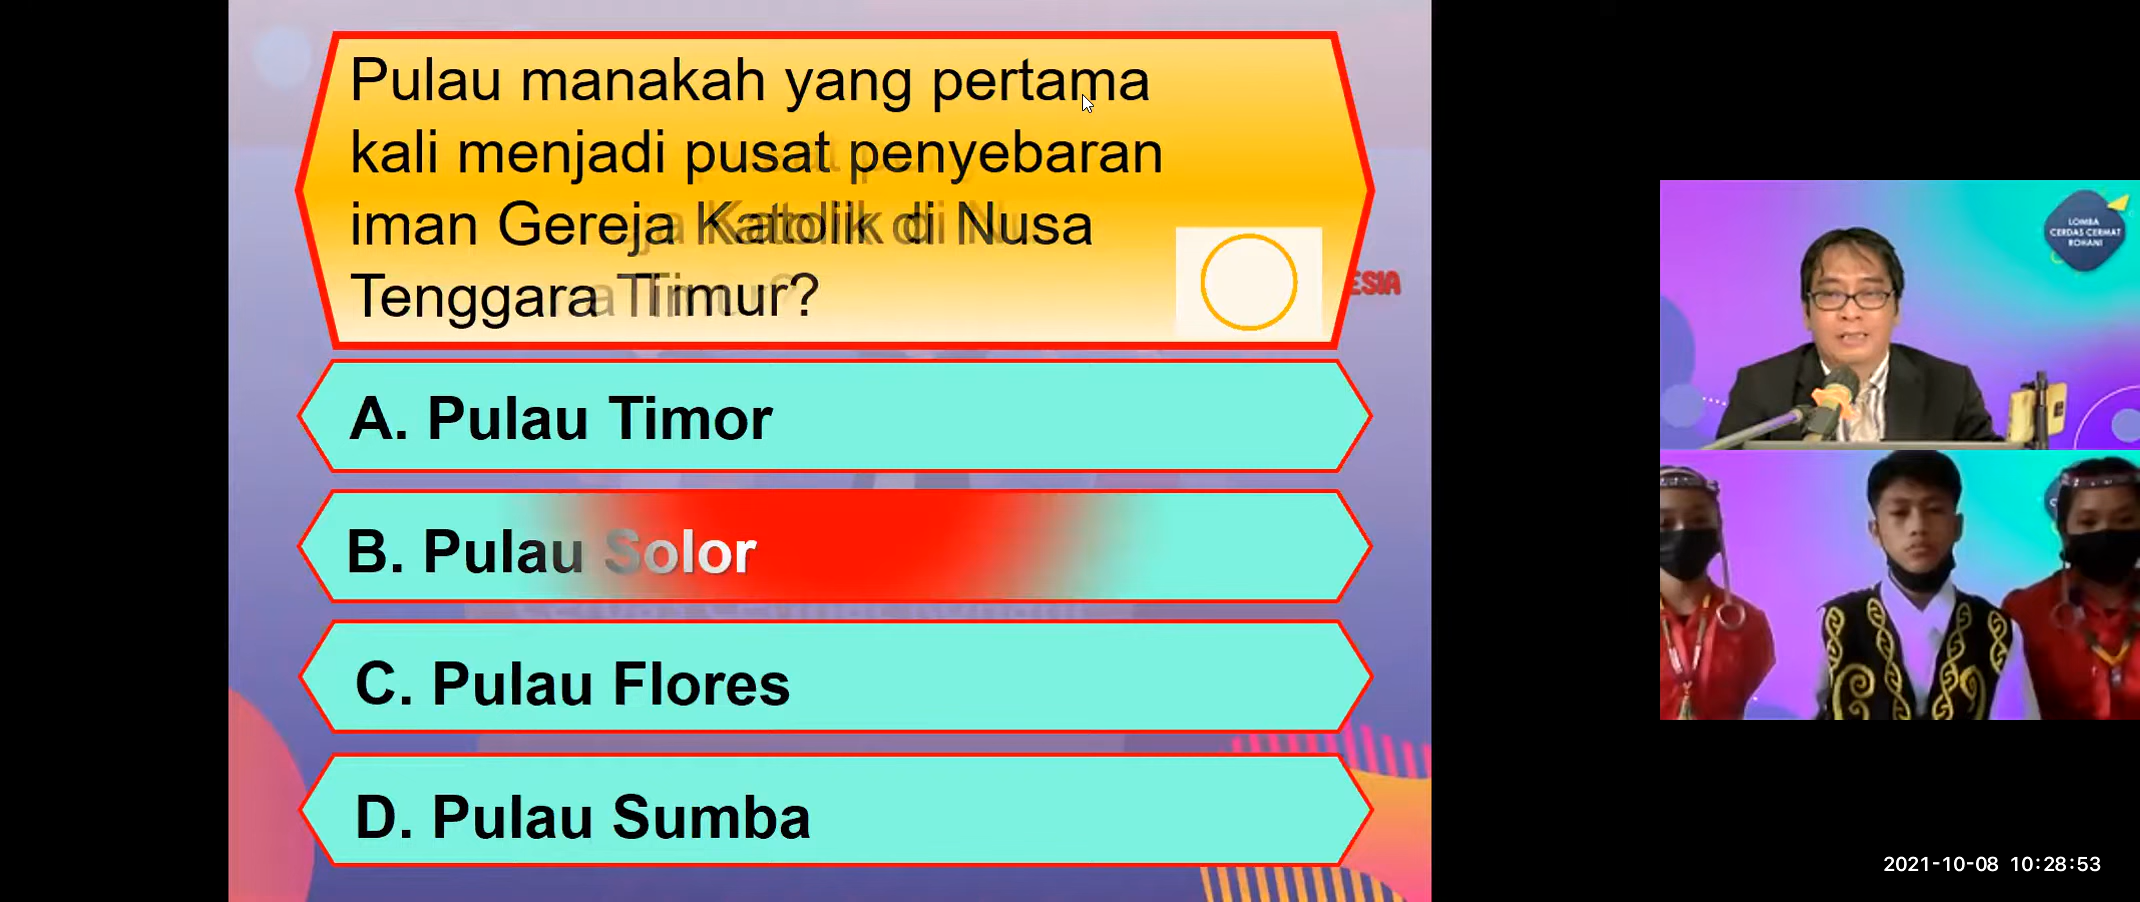 Pulau manakah yang pertama
kali menjadi pusat penyebaran
iman Gereja Katolik di Nusa
Tenggara Timur?
ESIA
A. Pulau Timor
B. Pulau Solor
C. Pulau Flores
D. Pulau Sumba
LOMBA
CERDAS CERMAT
ROHANI
2021-10-08 10:28:53